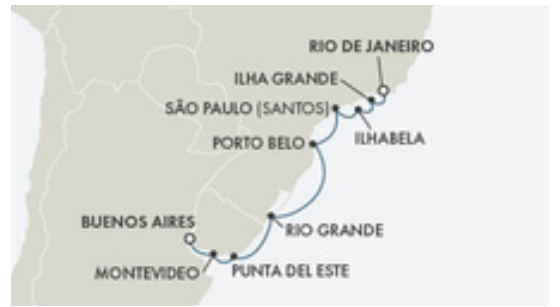 RIO DE JANEIRO
ILHA GRANDE
SÃO PAULO (SANTOS)
ILHABELA
PORTO BELO
RIO GRANDE
BUENOS AIRES
MONTEVIDEO
PUNTA DEL ESTE